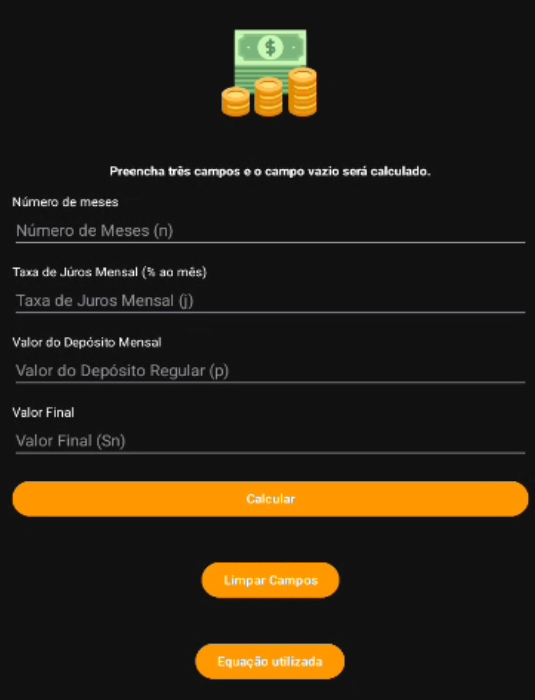 $
Preencha três campos e o campo vazio será calculado.
Número de meses
Número de Meses (n)
Taxa de Júros Mensal (% ao mês)
Taxa de Juros Mensal (j)
Valor do Depósito Mensal
Valor do Depósito Regular (p)
Valor Final
Valor Final (Sn)
Calcular
Limpar Campos
Equação utilizada